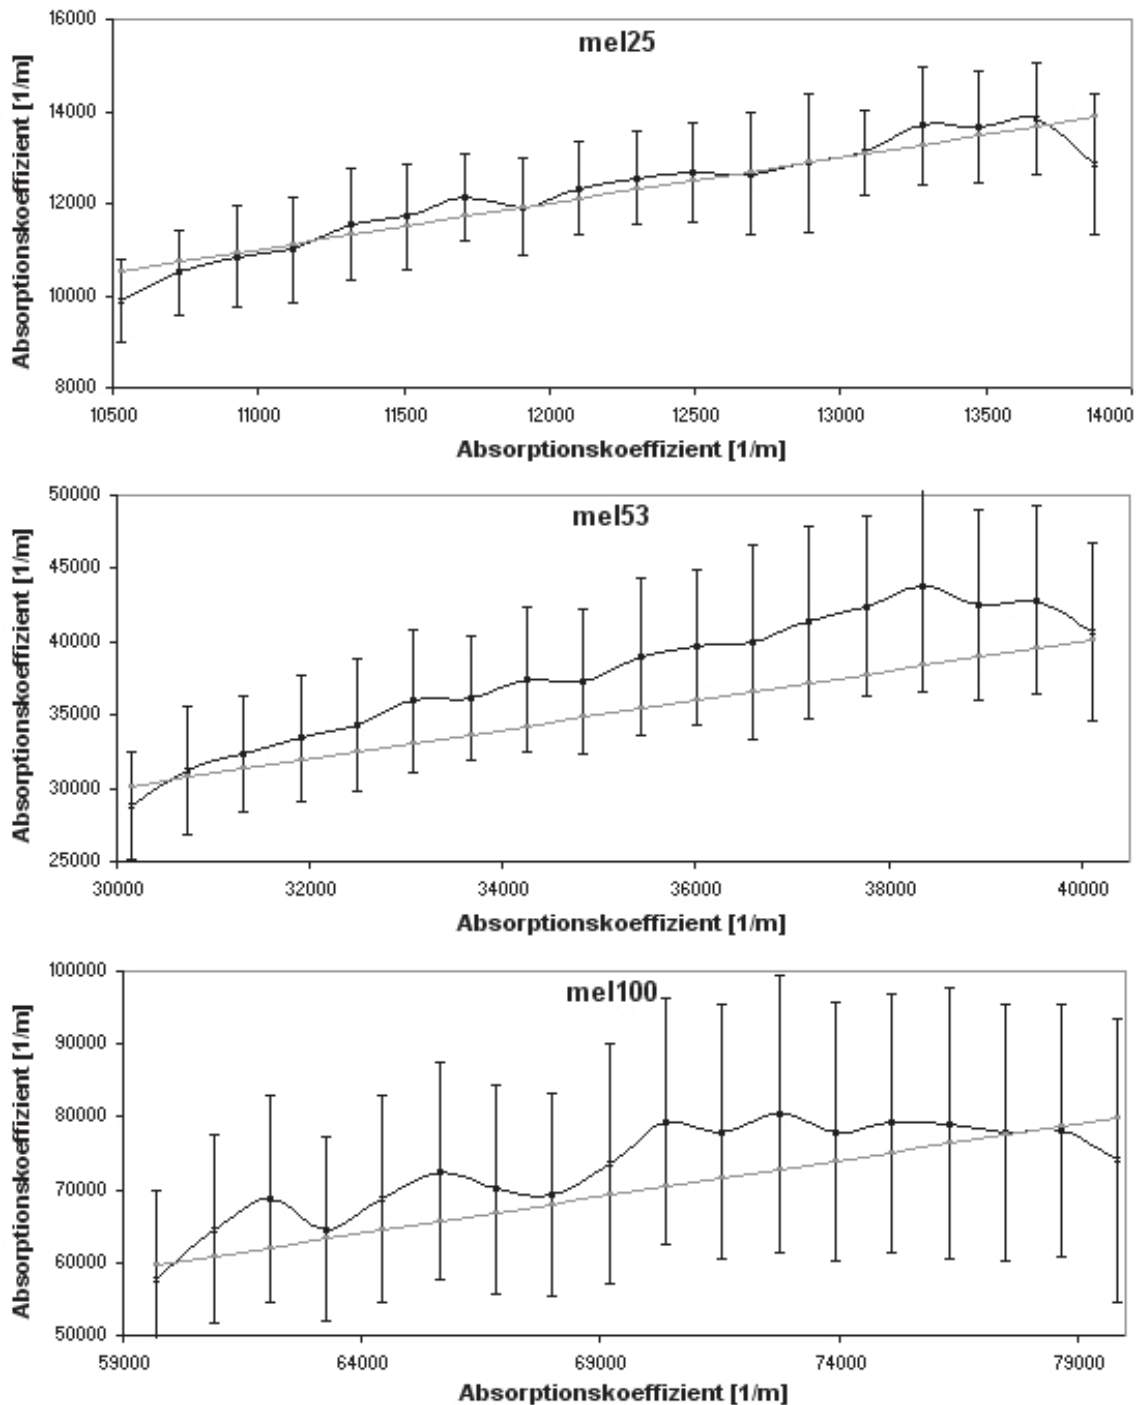 mel25
Absorptionskoeffizient [1/m]
16000
14000
12000
10000
8000
10500 11000 11500 12000 12500 13000 13500 14000
Absorptionskoeffizient [1/m]
mel53
Absorptionskoeffizient [1/m]
50000
45000
40000
35000
30000
25000
30000 32000 34000 36000 38000 40000
Absorptionskoeffizient [1/m]
mel100
Absorptionskoeffizient [1/m]
100000
90000
80000
70000
60000
50000
59000 64000 69000 74000 79000
Absorptionskoeffizient [1/m]